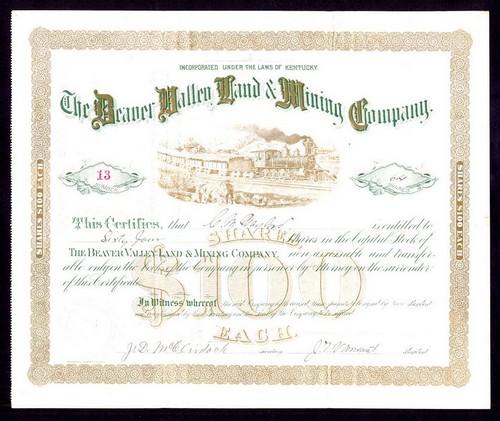 INCORPORATED UNDER THE LAWS OF KENTUCKY.
The Beaver Valley Land & Mining Company.
13
SHARES $100 EACH
SHARES $100 EACH
This Certifies, that is entitled to
Sixty Four Shares in the Capital Stock of
THE BEAVER VALLEY LAND & MINING COMPANY. non assessable and transfer-
able only on the books of the Company in person or by Attorney on the surrender
of this Certificate.
SHARES
$100
EACH.
In Witness whereof
J. D. McClintock Secretary President